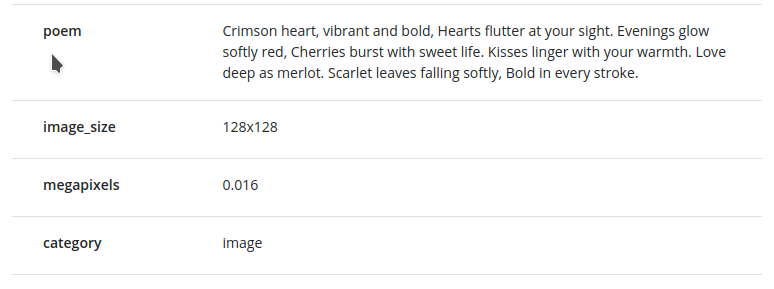 poem
Crimson heart, vibrant and bold, Hearts flutter at your sight. Evenings glow
softly red, Cherries burst with sweet life. Kisses linger with your warmth. Love
deep as merlot. Scarlet leaves falling softly, Bold in every stroke.
image_size
128x128
megapixels
0.016
category
image